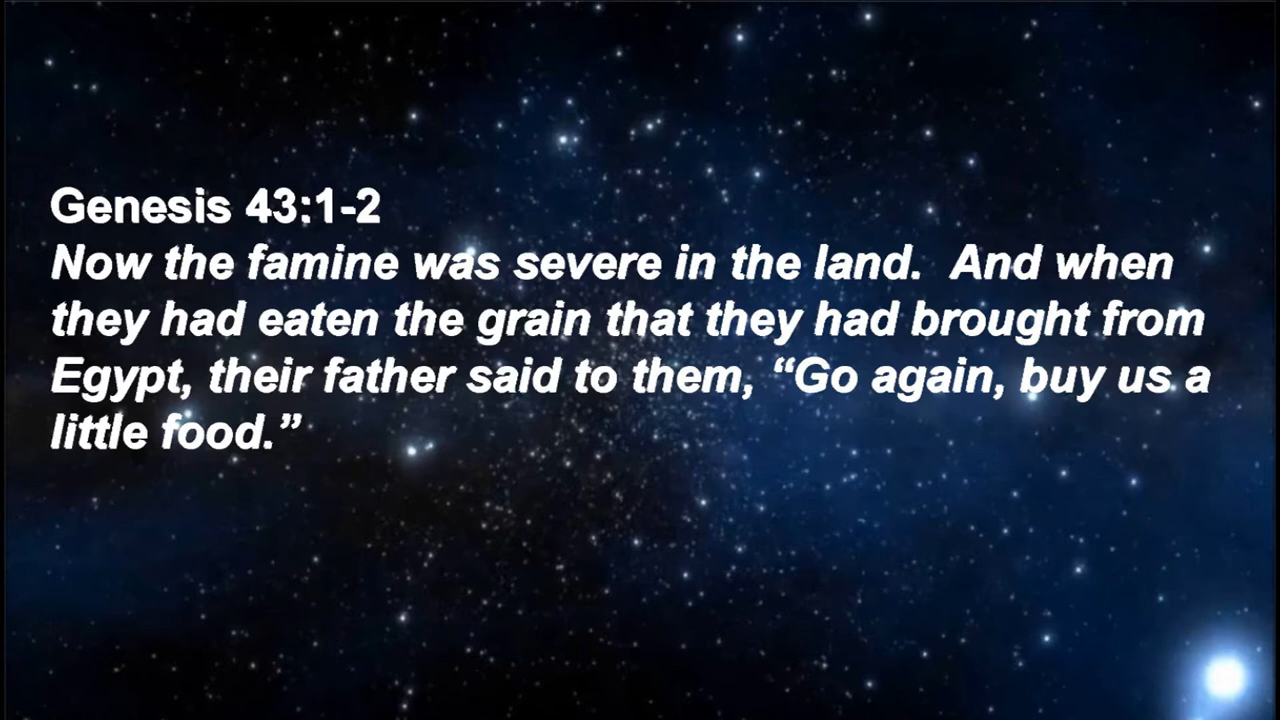 Genesis 43:1-2
Now the famine was severe in the land.  And when
they had eaten the grain that they had brought from
Egypt, their father said to them, “Go again, buy us a
little food.”